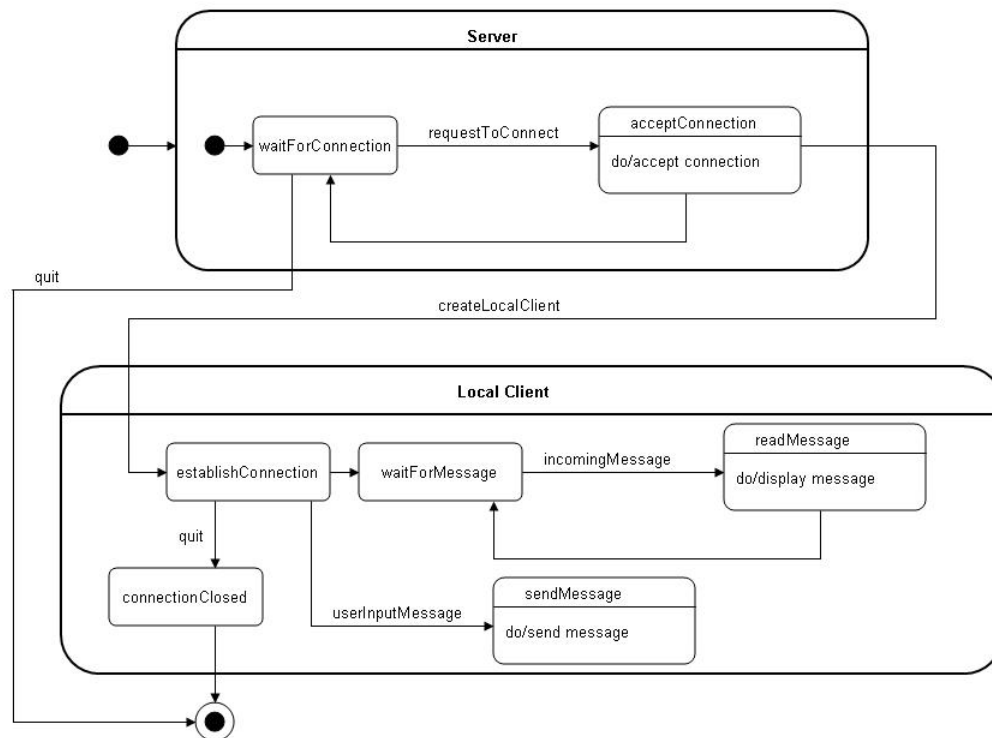 Server
waitForConnection
requestToConnect
acceptConnection
do/accept connection
quit
createLocalClient
Local Client
establishConnection
waitForMessage
incomingMessage
readMessage
do/display message
quit
connectionClosed
userInputMessage
sendMessage
do/send message